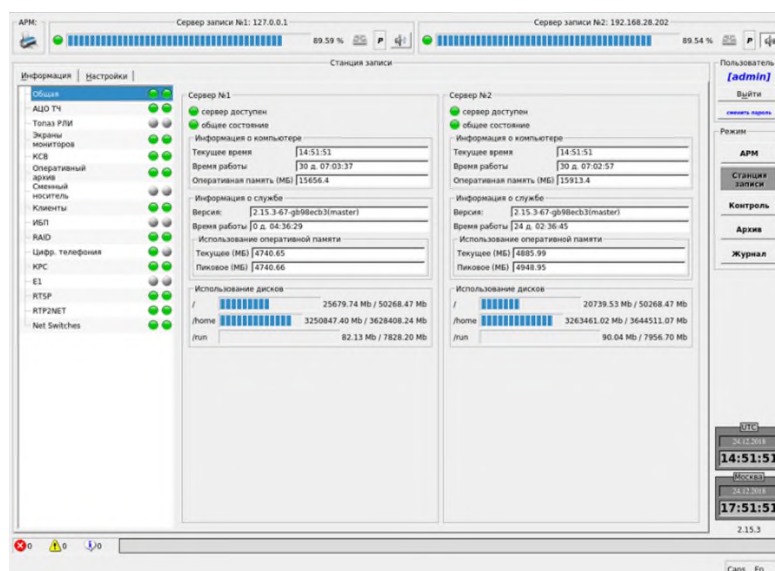 АРМ:
Сервер записи №1: 127.0.0.1
Сервер записи №2: 192.168.28.202
89.59 %
P
89.54 %
P
Станция записи
Пользователь
[admin]
Выйти
сменить пароль
Режим
АРМ
Станция
записи
Контроль
Архив
Журнал
Информация
Настройки
Общая
АЦО ТЧ
Топаз РЛИ
Экраны
мониторов
КСВ
Оперативный
архив
Сменный
носитель
Клиенты
ИБП
RAID
Цифр. телефония
КРС
E1
RTSP
RTP2NET
Net Switches
Сервер №1
сервер доступен
общее состояние
Информация о компьютере
Текущее время 14:51:51
Время работы 30 д. 07:03:37
Оперативная память (МБ) 15656.4
Информация о службе
Версия: 2.15.3-67-gb98ecb3(master)
Время работы 0 д. 04:36:29
Использование оперативной памяти
Текущее (МБ) 4740.65
Пиковое (МБ) 4740.66
Использование дисков
/ 25679.74 Mb / 50268.47 Mb
/home 3250847.40 Mb / 3628408.24 Mb
/run 82.13 Mb / 7828.20 Mb
Сервер №2
сервер доступен
общее состояние
Информация о компьютере
Текущее время 14:51:51
Время работы 30 д. 07:02:57
Оперативная память (МБ) 15913.4
Информация о службе
Версия: 2.15.3-67-gb98ecb3(master)
Время работы 24 д. 02:36:45
Использование оперативной памяти
Текущее (МБ) 4885.99
Пиковое (МБ) 4948.95
Использование дисков
/ 20739.53 Mb / 50268.47 Mb
/home 3263461.02 Mb / 3644511.07 Mb
/run 90.04 Mb / 7956.70 Mb
UTC
24.12.2018
14:51:51
Москва
24.12.2018
17:51:51
2.15.3
0
0
0
Caps En